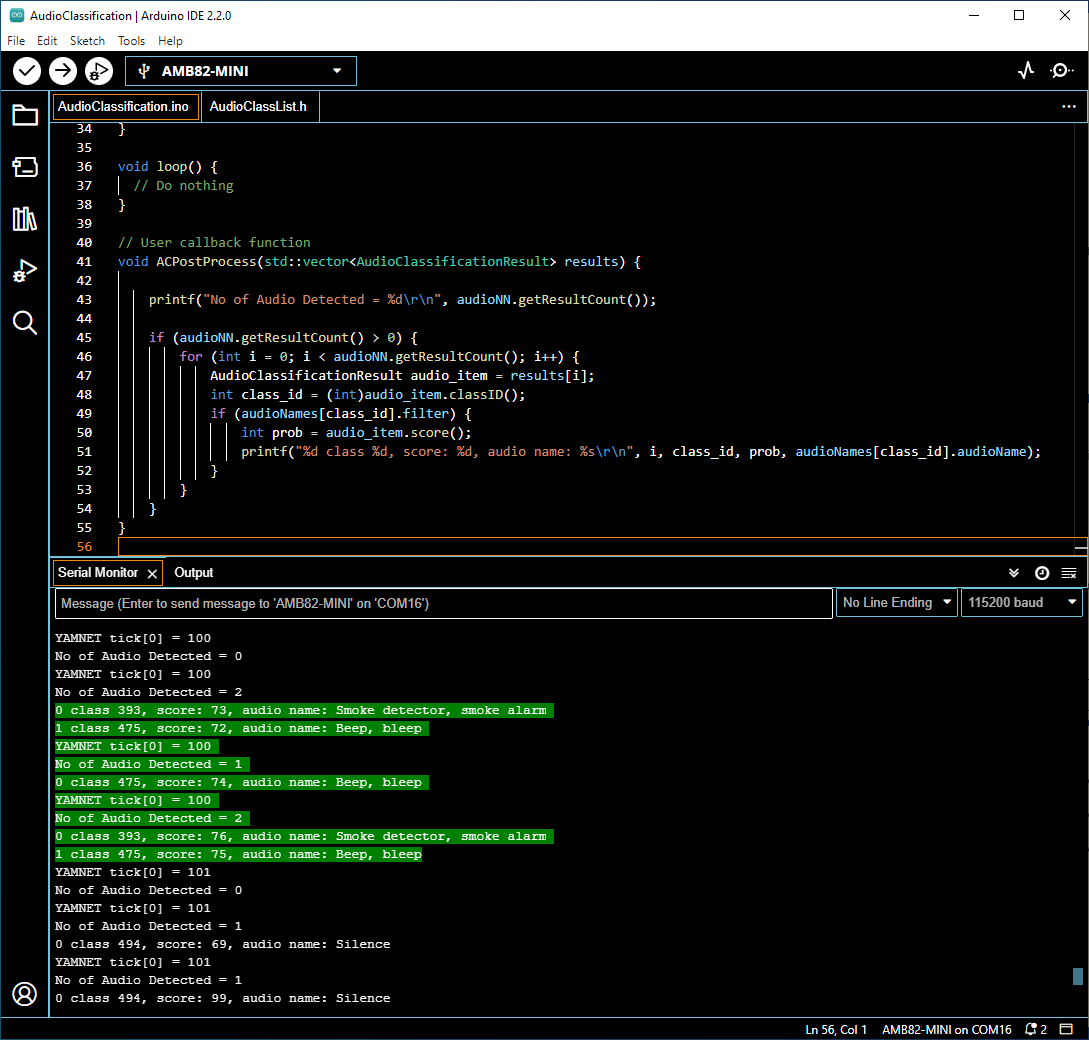 AudioClassification | Arduino IDE 2.2.0
File Edit Sketch Tools Help
AMB82-MINI
AudioClassification.ino AudioClassList.h
34 }
35
36 void loop() {
37 // Do nothing
38 }
39
40 // User callback function
41 void ACPostProcess(std::vector<AudioClassificationResult> results) {
42
43 printf("No of Audio Detected = %d\r\n", audioNN.getResultCount());
44
45 if (audioNN.getResultCount() > 0) {
46 for (int i = 0; i < audioNN.getResultCount(); i++) {
47 AudioClassificationResult audio_item = results[i];
48 int class_id = (int)audio_item.classID();
49 if (audioNames[class_id].filter) {
50 int prob = audio_item.score();
51 printf("%d class %d, score: %d, audio name: %s\r\n", i, class_id, prob, audioNames[class_id].audioName);
52 }
53 }
54 }
55 }
56
Serial Monitor Output
Message (Enter to send message to 'AMB82-MINI' on 'COM16') No Line Ending 115200 baud
YAMNET tick[0] = 100
No of Audio Detected = 0
YAMNET tick[0] = 100
No of Audio Detected = 2
0 class 393, score: 73, audio name: Smoke detector, smoke alarm
1 class 475, score: 72, audio name: Beep, bleep
YAMNET tick[0] = 100
No of Audio Detected = 1
0 class 475, score: 74, audio name: Beep, bleep
YAMNET tick[0] = 100
No of Audio Detected = 2
0 class 393, score: 76, audio name: Smoke detector, smoke alarm
1 class 475, score: 75, audio name: Beep, bleep
YAMNET tick[0] = 101
No of Audio Detected = 0
YAMNET tick[0] = 101
No of Audio Detected = 1
0 class 494, score: 69, audio name: Silence
YAMNET tick[0] = 101
No of Audio Detected = 1
0 class 494, score: 99, audio name: Silence
Ln 56, Col 1 AMB82-MINI on COM16 2